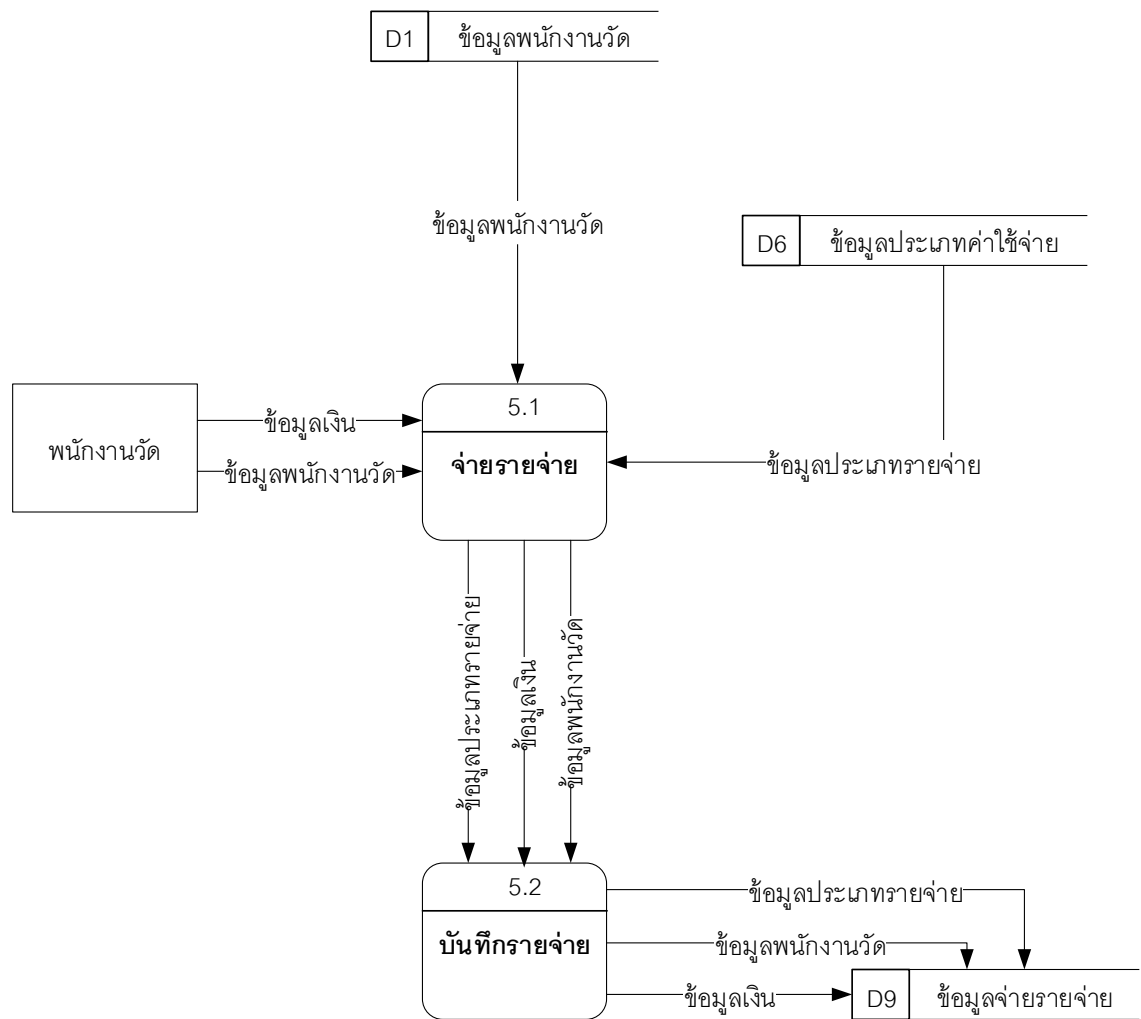 D1 ข้อมูลพนักงานวัด
ข้อมูลพนักงานวัด
D6 ข้อมูลประเภทค่าใช้จ่าย
5.1
พนักงานวัด
ข้อมูลเงิน
จ่ายรายจ่าย
ข้อมูลพนักงานวัด
ข้อมูลประเภทรายจ่าย
ข้อมูลประเภทรายจ่าย
ข้อมูลเงิน
ข้อมูลพนักงานวัด
5.2
ข้อมูลประเภทรายจ่าย
บันทึกรายจ่าย
ข้อมูลพนักงานวัด
ข้อมูลเงิน
D9 ข้อมูลจ่ายรายจ่าย